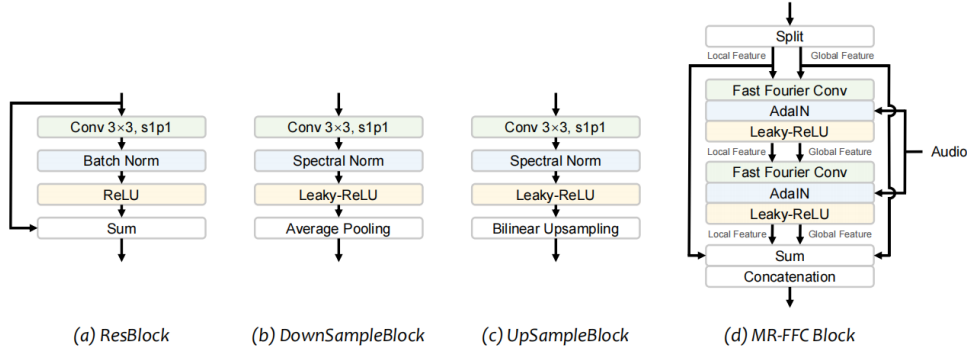 Conv 3×3, s1p1
Batch Norm
ReLU
Sum
(a) ResBlock
Conv 3×3, s1p1
Spectral Norm
Leaky-ReLU
Average Pooling
(b) DownSampleBlock
Conv 3×3, s1p1
Spectral Norm
Leaky-ReLU
Bilinear Upsampling
(c) UpSampleBlock
Split
Local Feature
Global Feature
Fast Fourier Conv
AdaIN
Leaky-ReLU
Local Feature
Global Feature
Fast Fourier Conv
AdaIN
Leaky-ReLU
Local Feature
Global Feature
Sum
Concatenation
Audio
(d) MR-FFC Block